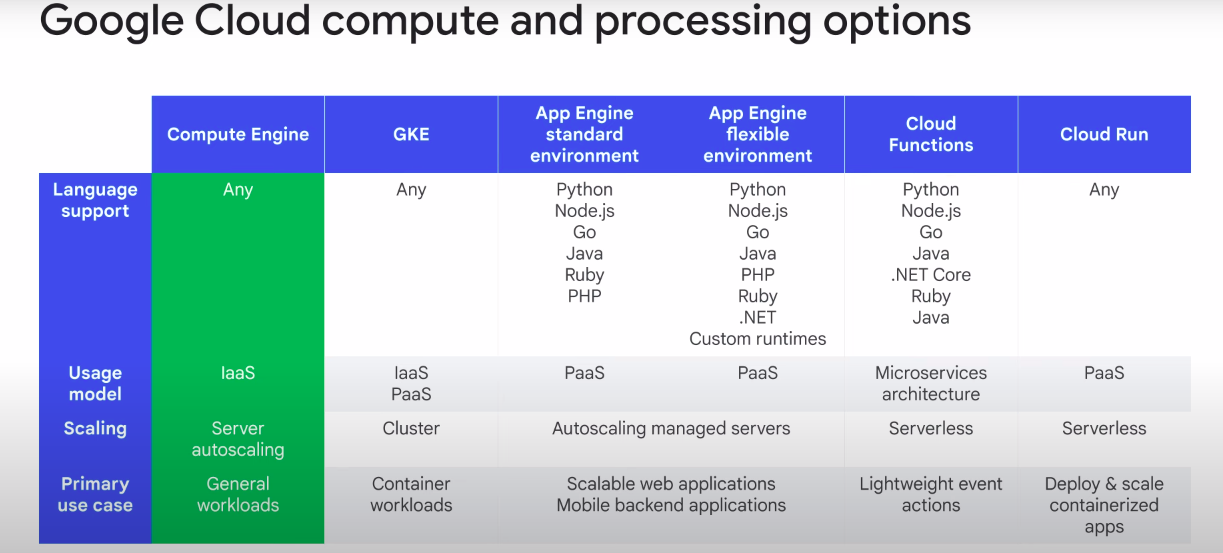 Google Cloud compute and processing options
Compute Engine
GKE
App Engine
standard
environment
App Engine
flexible
environment
Cloud
Functions
Cloud Run
Language
support
Any
Any
Python
Node.js
Go
Java
Ruby
PHP
Python
Node.js
Go
Java
PHP
Ruby
.NET
Custom runtimes
Python
Node.js
Go
Java
.NET Core
Ruby
Java
Any
Usage
model
IaaS
IaaS
PaaS
PaaS
PaaS
Microservices
architecture
PaaS
Scaling
Server
autoscaling
Cluster
Autoscaling managed servers
Serverless
Serverless
Primary
use case
General
workloads
Container
workloads
Scalable web applications
Mobile backend applications
Lightweight event
actions
Deploy & scale
containerized
apps